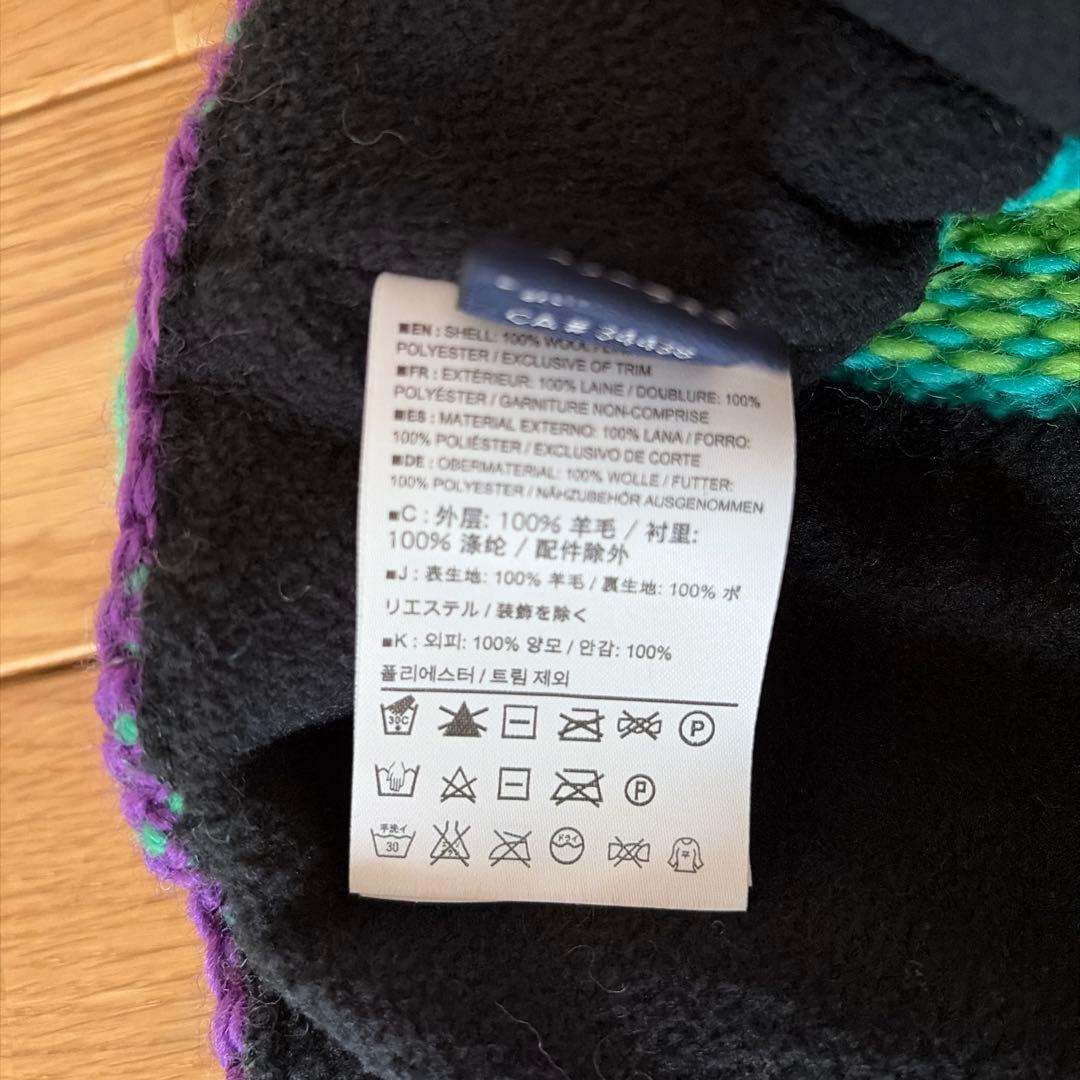 CA # 34438
■EN : SHELL: 100% WOOL
POLYESTER / EXCLUSIVE OF TRIM
■FR : EXTÉRIEUR: 100% LAINE / DOUBLURE: 100%
POLYÉSTER / GARNITURE NON-COMPRISE
■ES : MATERIAL EXTERNO: 100% LANA / FORRO:
100% POLIÉSTER / EXCLUSIVO DE CORTE
■DE : OBERMATERIAL: 100% WOLLE / FUTTER:
100% POLYESTER / NÄHZUBEHÖR AUSGENOMMEN
■C : 外层: 100% 羊毛 / 衬里:
100% 涤纶 / 配件除外
■J : 表生地: 100% 羊毛 / 裏生地: 100% ポ
リエステル / 装飾を除く
■K : 외피: 100% 양모 / 안감: 100%
폴리에스터 / 트림 제외
30C P
P
手洗イ 30 ドライ 平